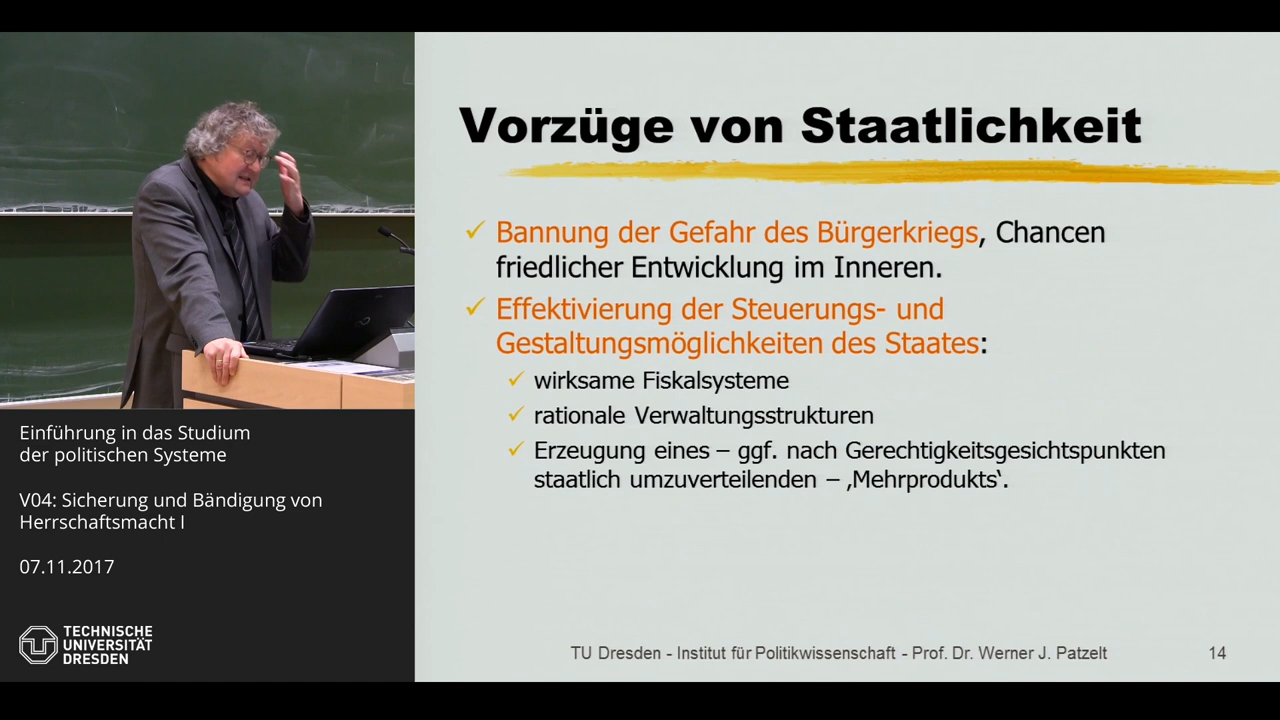 Vorzüge von Staatlichkeit
✓ Bannung der Gefahr des Bürgerkriegs, Chancen
friedlicher Entwicklung im Inneren.
✓ Effektivierung der Steuerungs- und
Gestaltungsmöglichkeiten des Staates:
✓ wirksame Fiskalsysteme
✓ rationale Verwaltungsstrukturen
✓ Erzeugung eines – ggf. nach Gerechtigkeitsgesichtspunkten
staatlich umzuverteilenden – ‚Mehrprodukts‛.
TU Dresden - Institut für Politikwissenschaft - Prof. Dr. Werner J. Patzelt 14
Einführung in das Studium
der politischen Systeme
V04: Sicherung und Bändigung von
Herrschaftsmacht I
07.11.2017
TECHNISCHE
UNIVERSITÄT
DRESDEN